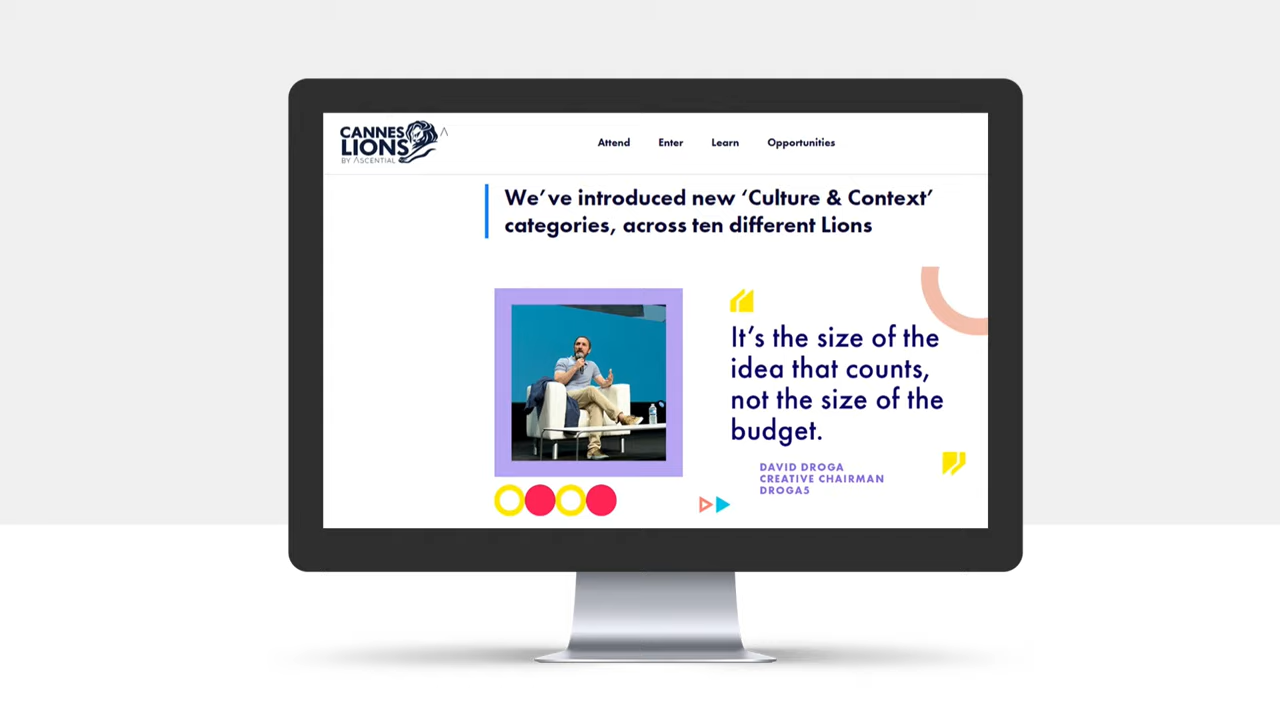 CANNES
LIONS
BY ASCENTIAL
Attend Enter Learn Opportunities
We’ve introduced new ‘Culture & Context’
categories, across ten different Lions
It’s the size of the
idea that counts,
not the size of the
budget.
DAVID DROGA
CREATIVE CHAIRMAN
DROGA5